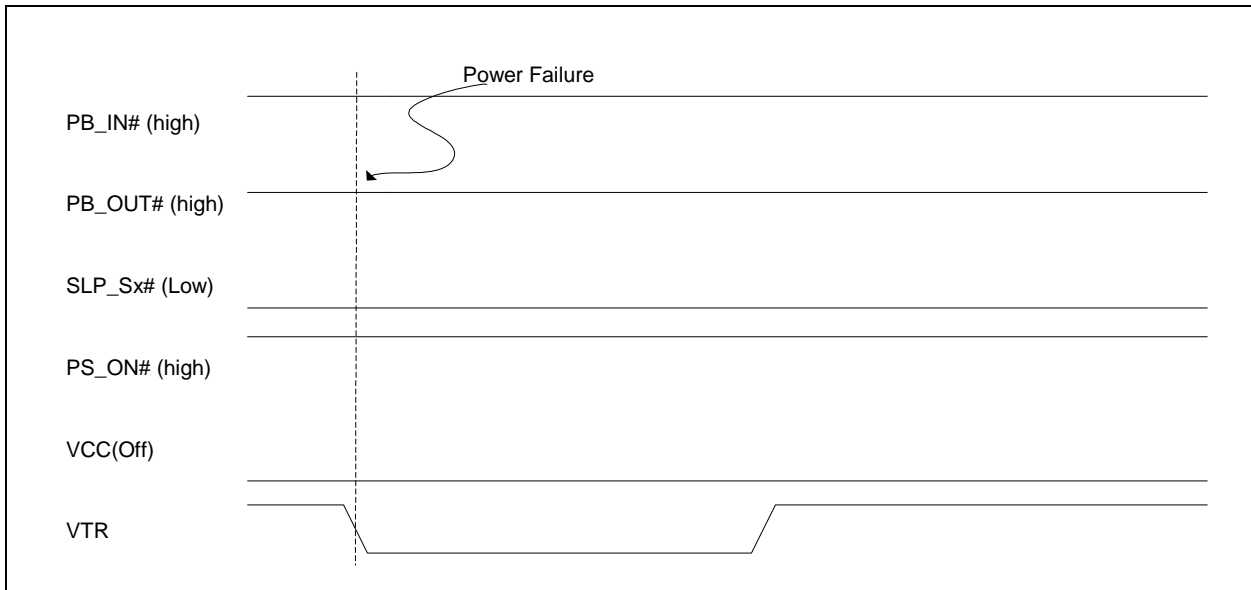 Power Failure
PB_IN# (high)
PB_OUT# (high)
SLP_Sx# (Low)
PS_ON# (high)
VCC(Off)
VTR